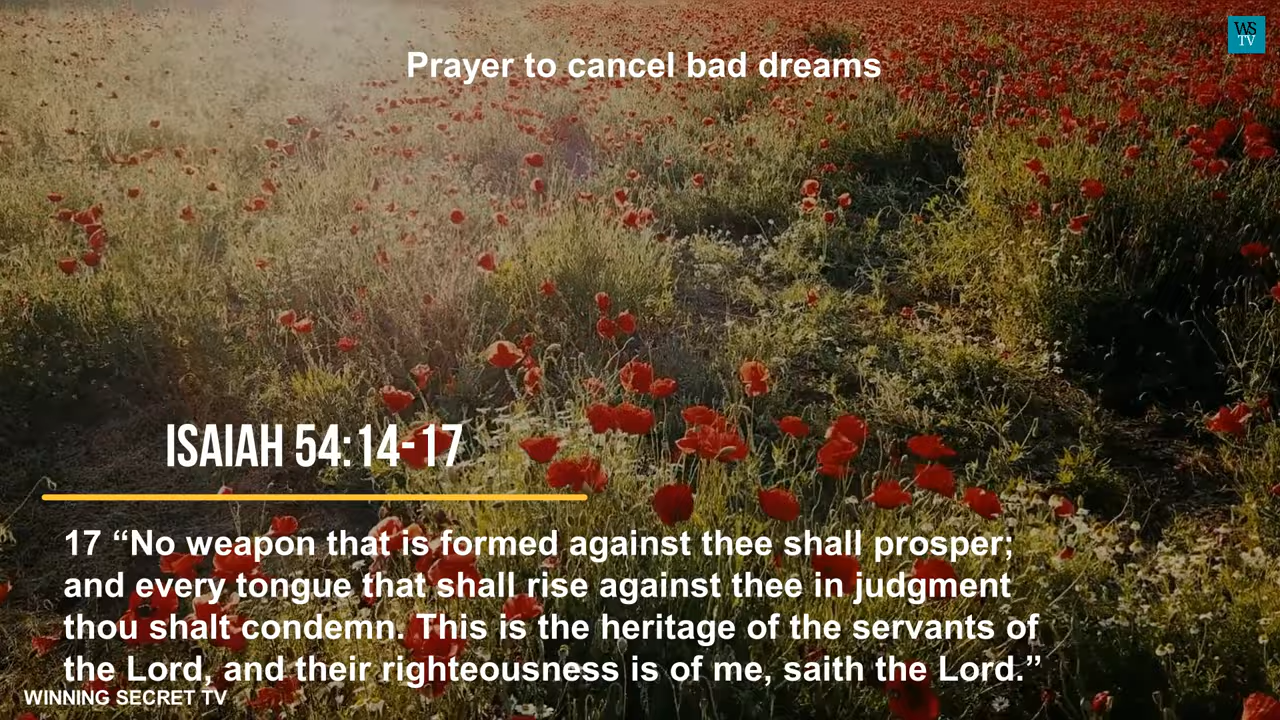 WS
TV
Prayer to cancel bad dreams
ISAIAH 54:14-17
17 “No weapon that is formed against thee shall prosper;
and every tongue that shall rise against thee in judgment
thou shalt condemn. This is the heritage of the servants of
the Lord, and their righteousness is of me, saith the Lord.”
WINNING SECRET TV